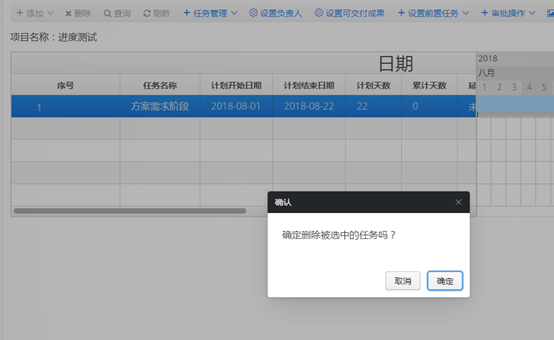 添加 删除 查询 刷新 任务管理 设置负责人 设置可交付成果 设置前置任务 审批操作
项目名称：进度测试
日期 2018
八月
序号 任务名称 计划开始日期 计划结束日期 计划天数 累计天数 延 1 2 3 4 5
1 方案需求阶段 2018-08-01 2018-08-22 22 0 未
确认
确定删除被选中的任务吗？
取消 确定